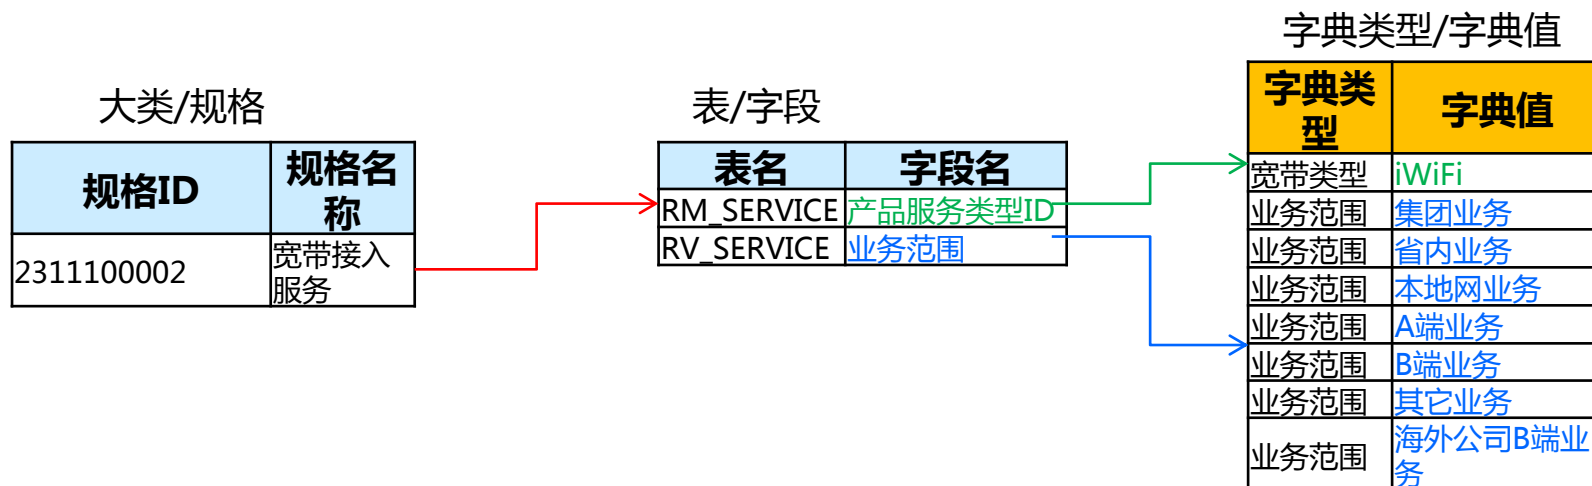 大类/规格
规格ID
规格名
称
2311100002
宽带接入
服务
表/字段
表名
字段名
RM_SERVICE
产品服务类型ID
RV_SERVICE
业务范围
字典类型/字典值
字典类
型
字典值
宽带类型
iWiFi
业务范围
集团业务
业务范围
省内业务
业务范围
本地网业务
业务范围
A端业务
业务范围
B端业务
业务范围
其它业务
业务范围
海外公司B端业
务